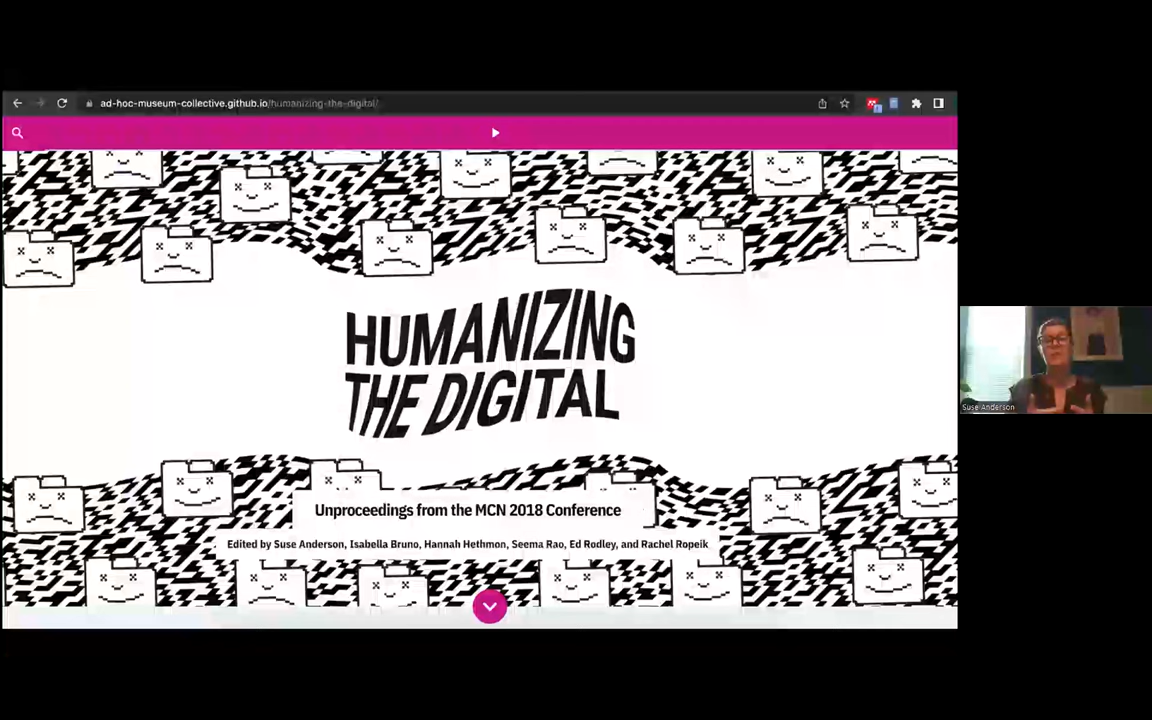 ad-hoc-museum-collective.github.io/humanizing-the-digital/
HUMANIZING
THE DIGITAL
Unproceedings from the MCN 2018 Conference
Edited by Suse Anderson, Isabella Bruno, Hannah Hethmon, Seema Rao, Ed Rodley, and Rachel Ropeik
Suse Anderson